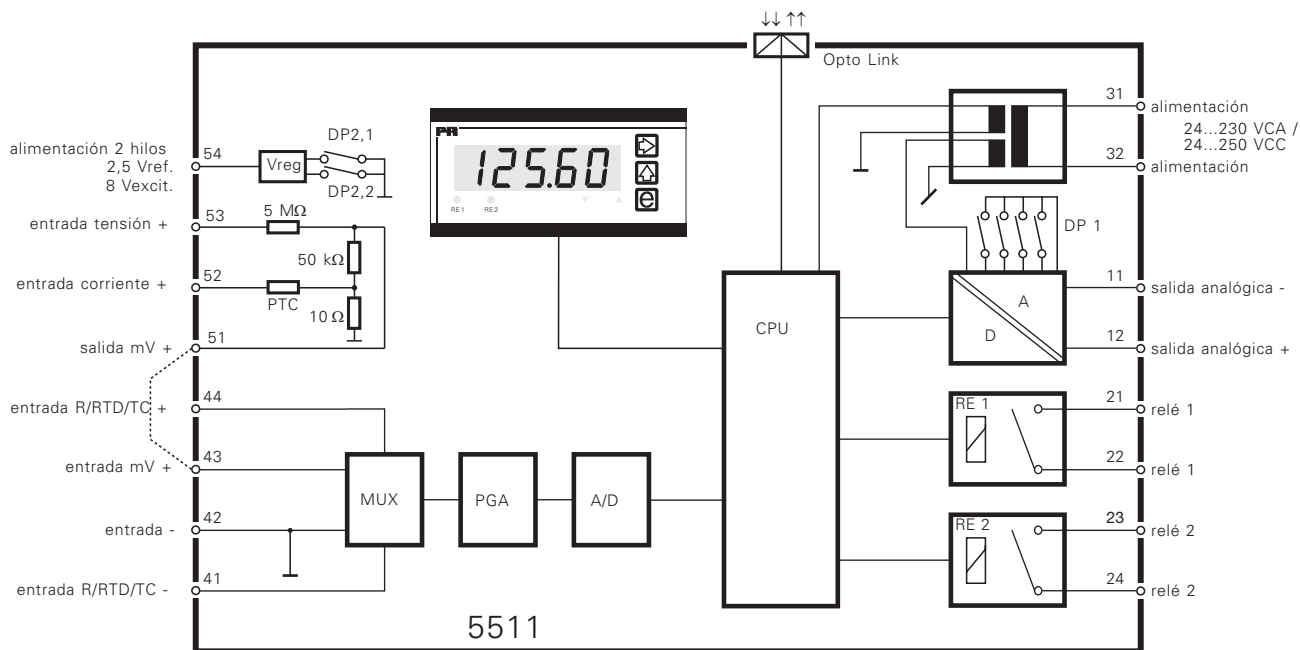 ↓↓ ↑↑
Opto Link
alimentación 2 hilos
2,5 Vref.
8 Vexcit.
54
Vreg
DP2,1
DP2,2
entrada tensión +
53
5 MΩ
50 kΩ
entrada corriente +
52
PTC
10 Ω
salida mV +
51
entrada R/RTD/TC +
44
entrada mV +
43
entrada -
42
entrada R/RTD/TC -
41
MUX
PGA
A/D
PR
125.60
e
RE1
RE2
CPU
31
alimentación
24...230 VCA /
24...250 VCC
32
alimentación
DP 1
A
D
11
salida analógica -
12
salida analógica +
RE 1
21
relé 1
22
relé 1
RE 2
23
relé 2
24
relé 2
5511